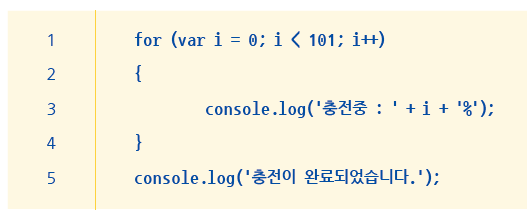 1 for (var i = 0; i < 101; i++)
2 {
3 console.log('충전중 : ' + i + '%');
4 }
5 console.log('충전이 완료되었습니다.');